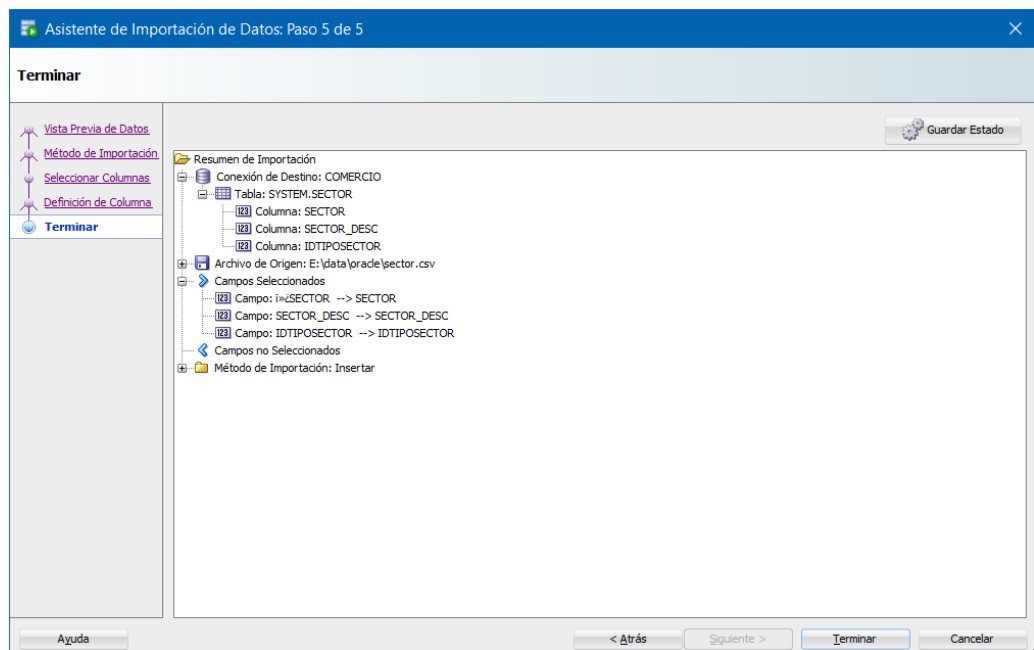 Asistente de Importación de Datos: Paso 5 de 5
Terminar
Vista Previa de Datos
Método de Importación
Seleccionar Columnas
Definición de Columna
Terminar
Guardar Estado
Resumen de Importación
Conexión de Destino: COMERCIO
Tabla: SYSTEM.SECTOR
Columna: SECTOR
Columna: SECTOR_DESC
Columna: IDTIPOSECTOR
Archivo de Origen: E:\data\oracle\sector.csv
Campos Seleccionados
Campo: ï»¿SECTOR --> SECTOR
Campo: SECTOR_DESC --> SECTOR_DESC
Campo: IDTIPOSECTOR --> IDTIPOSECTOR
Campos no Seleccionados
Método de Importación: Insertar
Ayuda
< Atrás
Siguiente >
Terminar
Cancelar